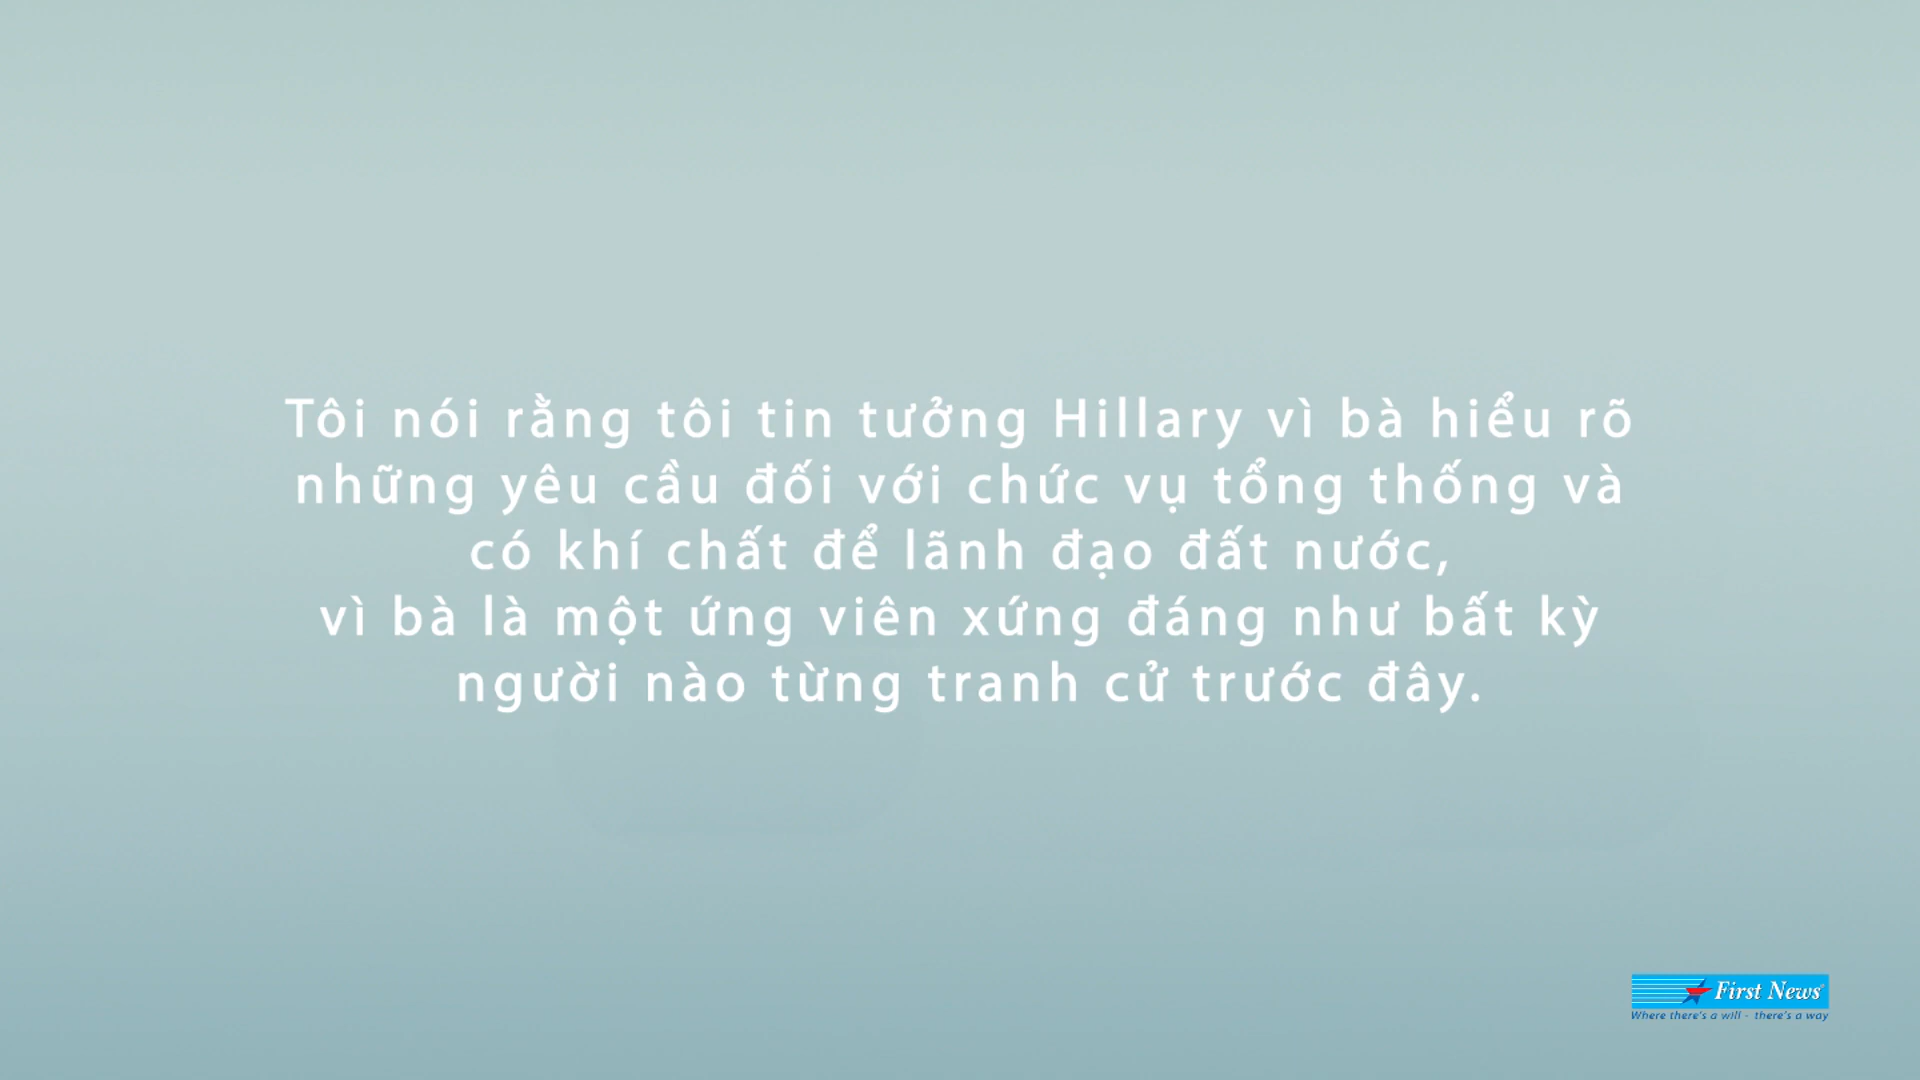 Tôi nói rằng tôi tin tưởng Hillary vì bà hiểu rõ
những yêu cầu đối với chức vụ tổng thống và
có khí chất để lãnh đạo đất nước,
vì bà là một ứng viên xứng đáng như bất kỳ
người nào từng tranh cử trước đây.
First News®
Where there's a will - there's a way